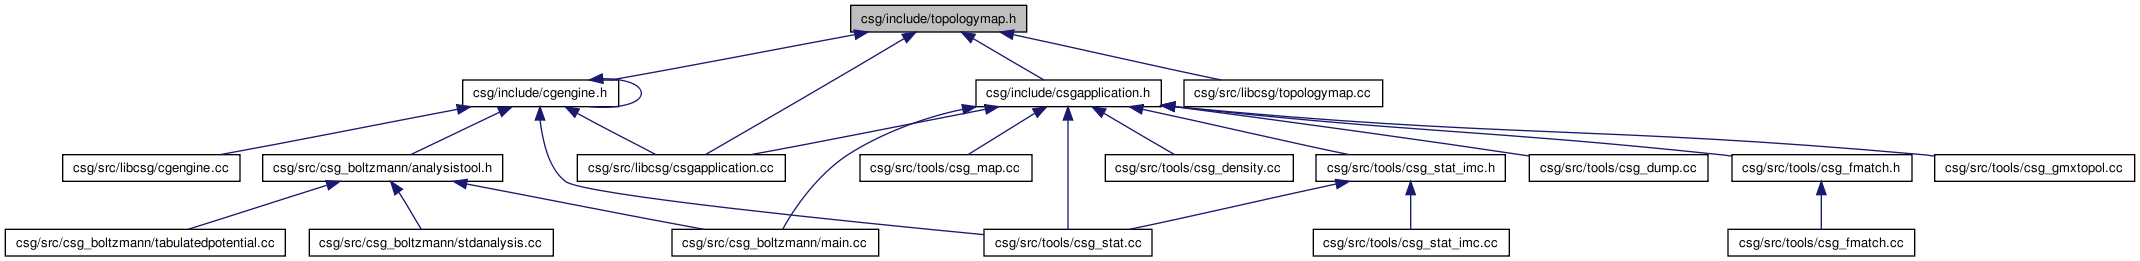 csg/include/topologymap.h
csg/include/cgengine.h
csg/include/csgapplication.h
csg/src/libcsg/topologymap.cc
csg/src/libcsg/cgengine.cc
csg/src/csg_boltzmann/analysistool.h
csg/src/libcsg/csgapplication.cc
csg/src/tools/csg_map.cc
csg/src/tools/csg_density.cc
csg/src/tools/csg_stat_imc.h
csg/src/tools/csg_dump.cc
csg/src/tools/csg_fmatch.h
csg/src/tools/csg_gmxtopol.cc
csg/src/csg_boltzmann/tabulatedpotential.cc
csg/src/csg_boltzmann/stdanalysis.cc
csg/src/csg_boltzmann/main.cc
csg/src/tools/csg_stat.cc
csg/src/tools/csg_stat_imc.cc
csg/src/tools/csg_fmatch.cc